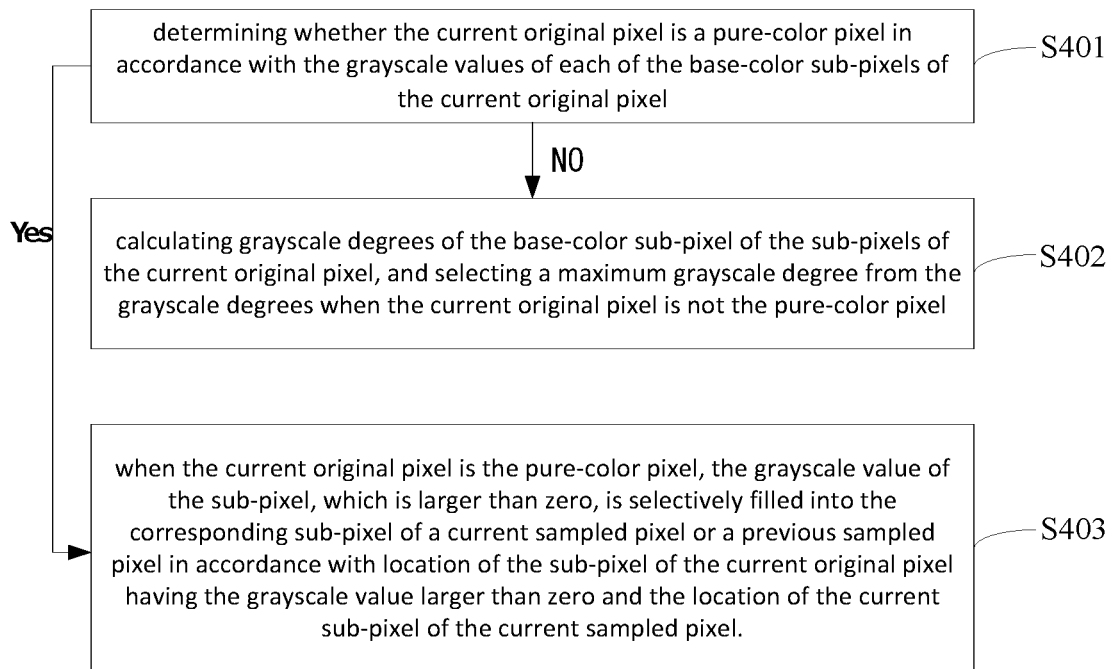 determining whether the current original pixel is a pure-color pixel in
accordance with the grayscale values of each of the base-color sub-pixels of
the current original pixel
S401
NO
Yes
calculating grayscale degrees of the base-color sub-pixel of the sub-pixels of
the current original pixel, and selecting a maximum grayscale degree from the
grayscale degrees when the current original pixel is not the pure-color pixel
S402
when the current original pixel is the pure-color pixel, the grayscale value of
the sub-pixel, which is larger than zero, is selectively filled into the
corresponding sub-pixel of a current sampled pixel or a previous sampled
pixel in accordance with location of the sub-pixel of the current original pixel
having the grayscale value larger than zero and the location of the current
sub-pixel of the current sampled pixel.
S403